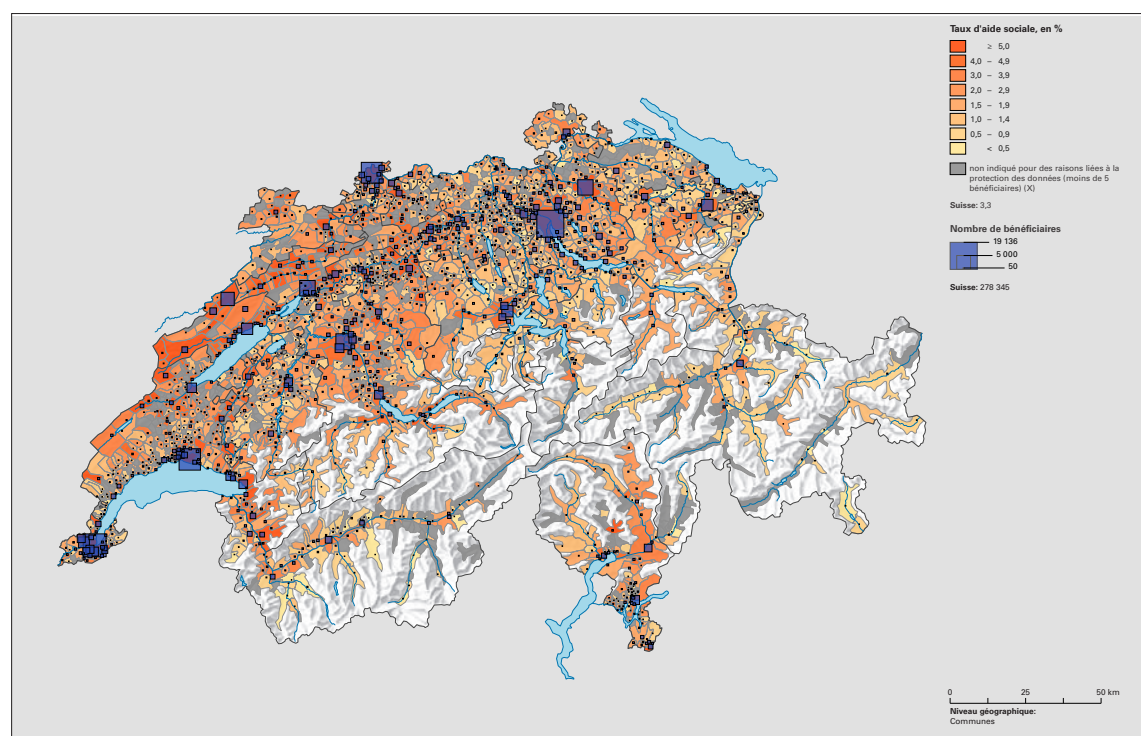 Taux d'aide sociale, en %
≥ 5,0
4,0 – 4,9
3,0 – 3,9
2,0 – 2,9
1,5 – 1,9
1,0 – 1,4
0,5 – 0,9
< 0,5
non indiqué pour des raisons liées à la
protection des données (moins de 5
bénéficiaires) (X)
Suisse: 3,3
Nombre de bénéficiaires
19 136
5 000
50
Suisse: 278 345
0 25 50 km
Niveau géographique:
Communes